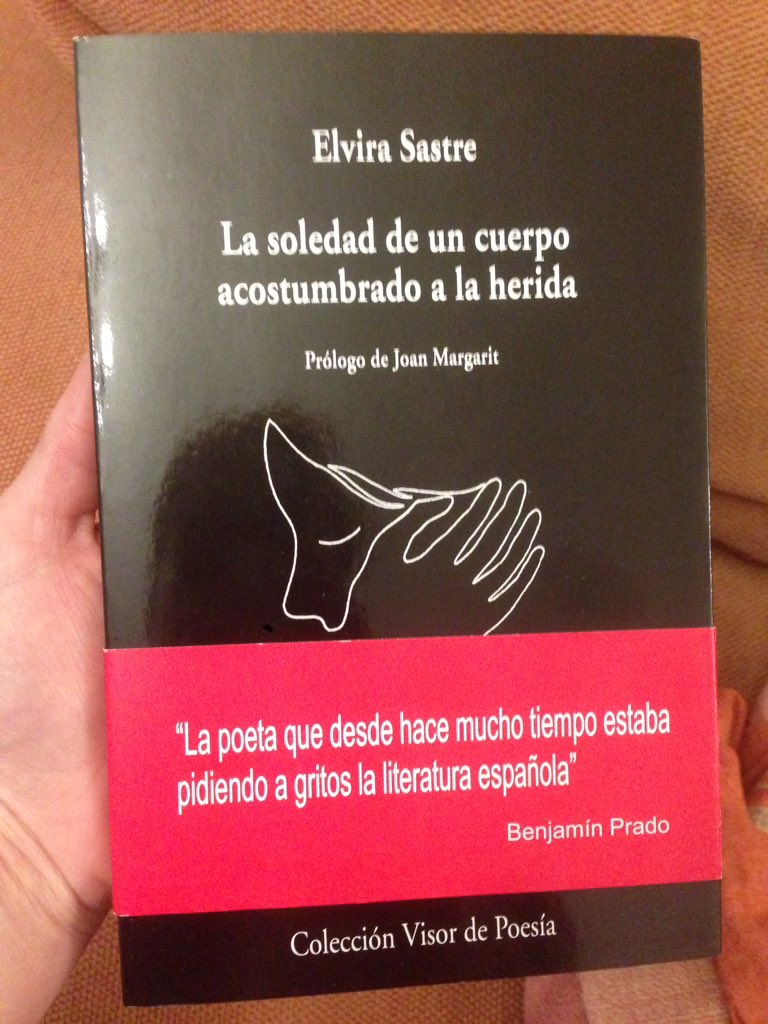 Elvira Sastre
La soledad de un cuerpo
acostumbrado a la herida
Prólogo de Joan Margarit
“La poeta que desde hace mucho tiempo estaba
pidiendo a gritos la literatura española”
Benjamín Prado
Colección Visor de Poesía